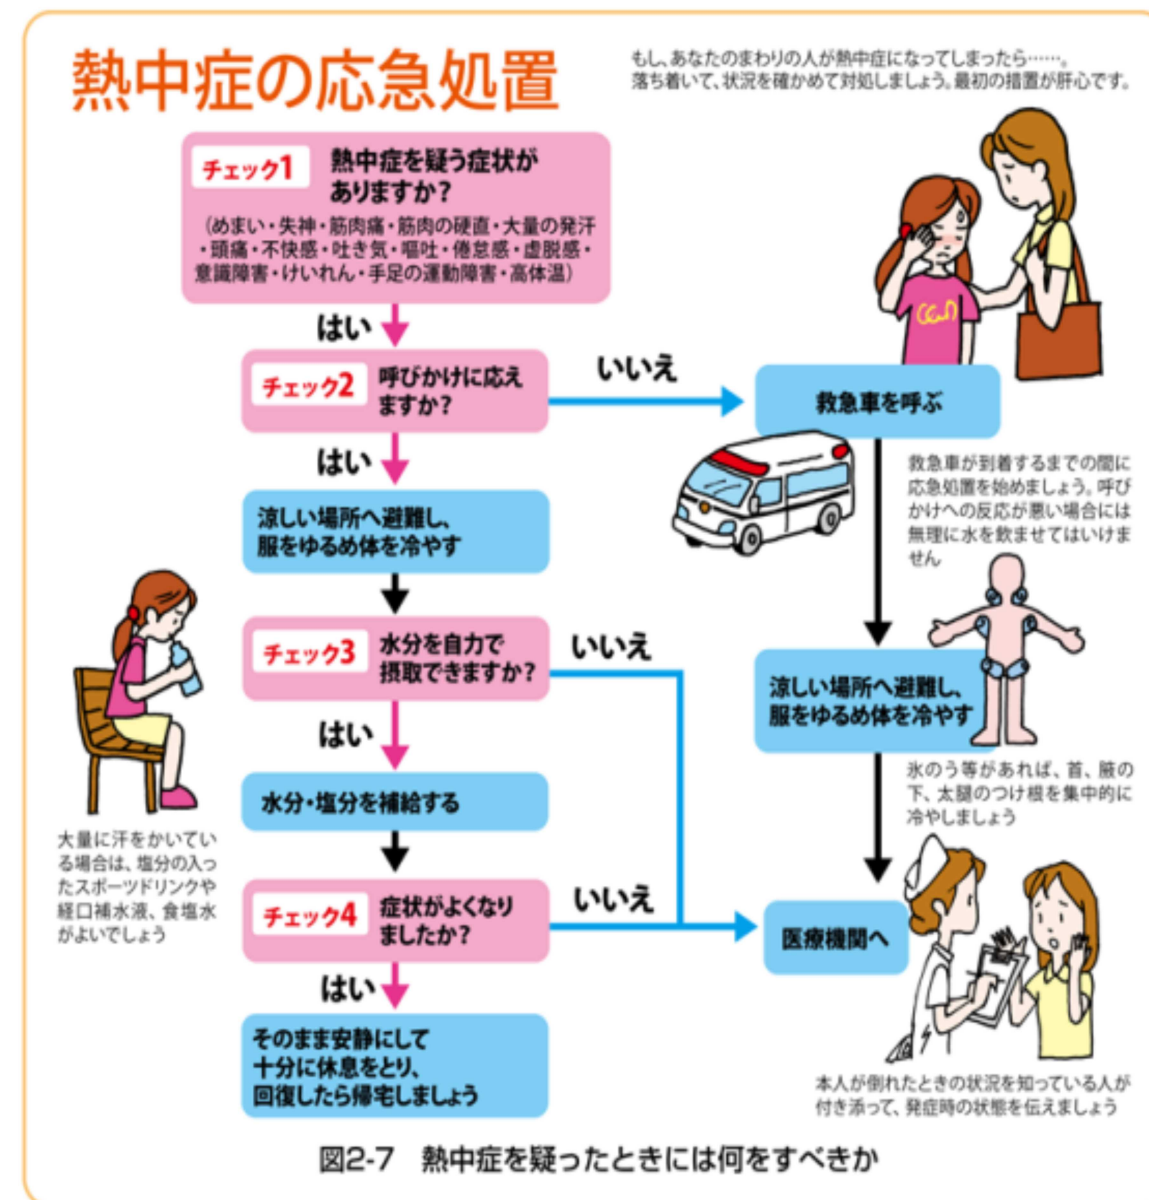 熱中症の応急処置
もし、あなたのまわりの人が熱中症になってしまったら……。
落ち着いて、状況を確かめて対処しましょう。最初の措置が肝心です。
チェック1
熱中症を疑う症状が
ありますか?
（めまい・失神・筋肉痛・筋肉の硬直・大量の発汗
・頭痛・不快感・吐き気・嘔吐・倦怠感・虚脱感・
意識障害・けいれん・手足の運動障害・高体温）
はい
チェック2
呼びかけに応え
ますか?
いいえ
救急車を呼ぶ
はい
救急車が到着するまでの間に
応急処置を始めましょう。呼び
かけへの反応が悪い場合には
無理に水を飲ませてはいけま
せん
涼しい場所へ避難し、
服をゆるめ体を冷やす
チェック3
水分を自力で
摂取できますか?
いいえ
涼しい場所へ避難し、
服をゆるめ体を冷やす
はい
氷のう等があれば、首、腋の
下、太腿のつけ根を集中的に
冷やしましょう
水分・塩分を補給する
大量に汗をかいてい
る場合は、塩分の入っ
たスポーツドリンクや
経口補水液、食塩水
がよいでしょう
チェック4
症状がよくなり
ましたか?
いいえ
医療機関へ
はい
そのまま安静にして
十分に休息をとり、
回復したら帰宅しましょう
本人が倒れたときの状況を知っている人が
付き添って、発症時の状態を伝えましょう
図2-7　熱中症を疑ったときには何をすべきか